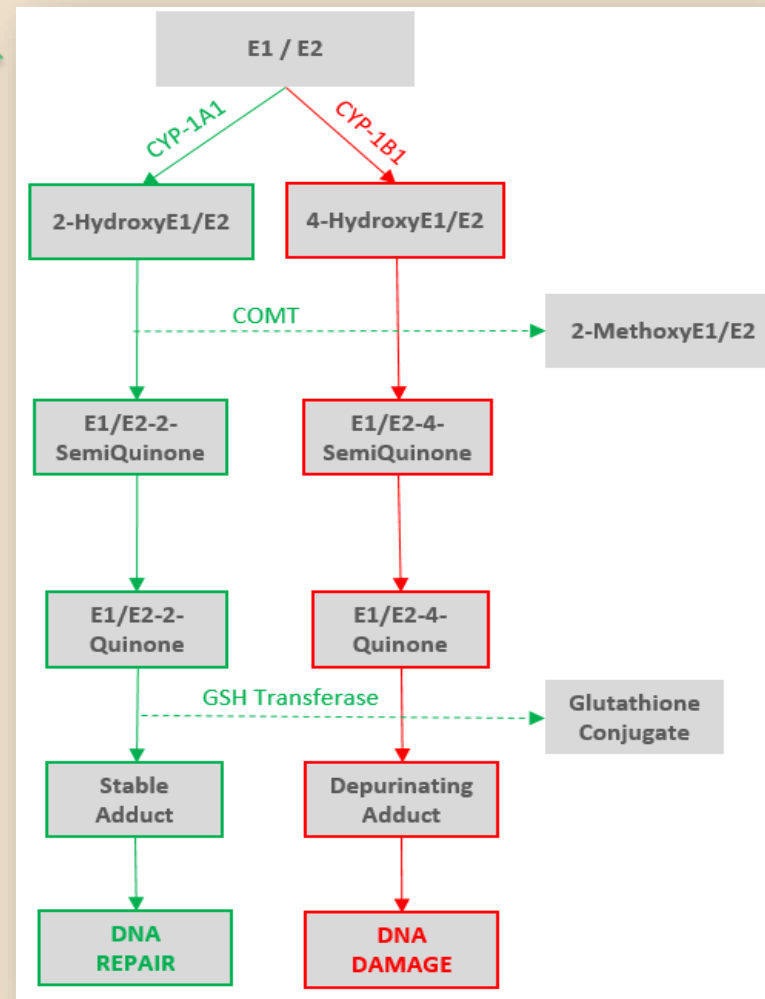 E1 / E2
CYP-1A1
CYP-1B1
2-HydroxyE1/E2
4-HydroxyE1/E2
COMT
2-MethoxyE1/E2
E1/E2-2-
SemiQuinone
E1/E2-4-
SemiQuinone
E1/E2-2-
Quinone
E1/E2-4-
Quinone
GSH Transferase
Glutathione
Conjugate
Stable
Adduct
Depurinating
Adduct
DNA
REPAIR
DNA
DAMAGE